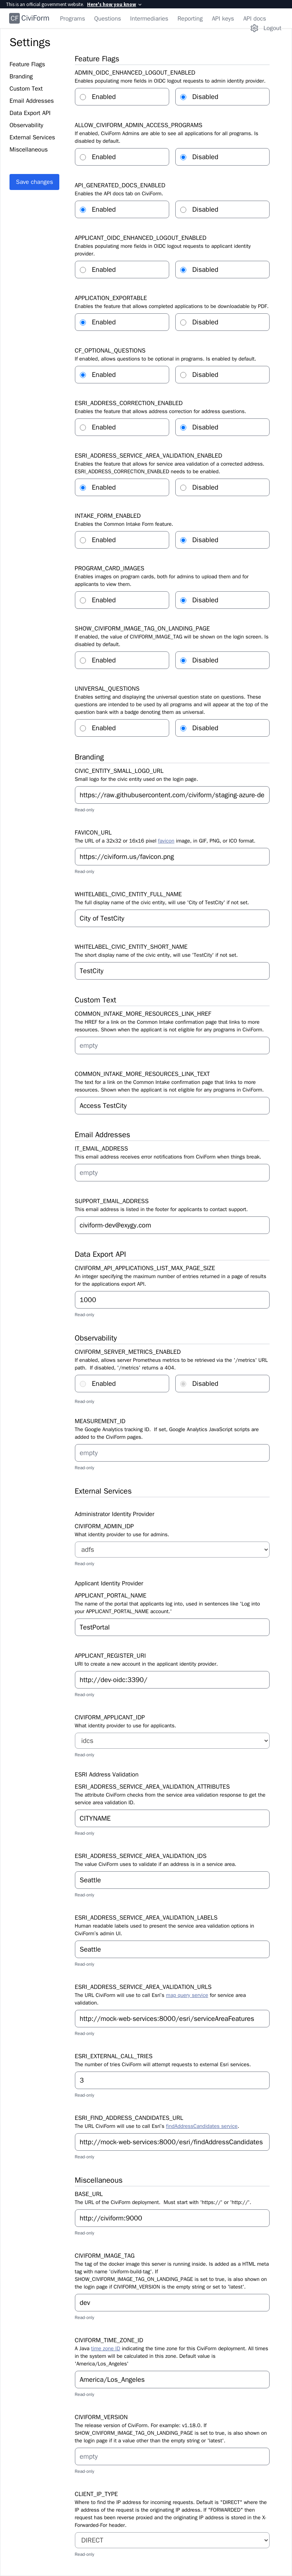 This is an official government website. Here's how you know
CF CiviForm Programs Questions Intermediaries Reporting API keys API docs
Logout
Settings
Feature Flags
Branding
Custom Text
Email Addresses
Data Export API
Observability
External Services
Miscellaneous
Save changes
Feature Flags
ADMIN_OIDC_ENHANCED_LOGOUT_ENABLED
Enables populating more fields in OIDC logout requests to admin identity provider.
Enabled Disabled
ALLOW_CIVIFORM_ADMIN_ACCESS_PROGRAMS
If enabled, CiviForm Admins are able to see all applications for all programs. Is
disabled by default.
Enabled Disabled
API_GENERATED_DOCS_ENABLED
Enables the API docs tab on CiviForm.
Enabled Disabled
APPLICANT_OIDC_ENHANCED_LOGOUT_ENABLED
Enables populating more fields in OIDC logout requests to applicant identity
provider.
Enabled Disabled
APPLICATION_EXPORTABLE
Enables the feature that allows completed applications to be downloadable by PDF.
Enabled Disabled
CF_OPTIONAL_QUESTIONS
If enabled, allows questions to be optional in programs. Is enabled by default.
Enabled Disabled
ESRI_ADDRESS_CORRECTION_ENABLED
Enables the feature that allows address correction for address questions.
Enabled Disabled
ESRI_ADDRESS_SERVICE_AREA_VALIDATION_ENABLED
Enables the feature that allows for service area validation of a corrected address.
ESRI_ADDRESS_CORRECTION_ENABLED needs to be enabled.
Enabled Disabled
INTAKE_FORM_ENABLED
Enables the Common Intake Form feature.
Enabled Disabled
PROGRAM_CARD_IMAGES
Enables images on program cards, both for admins to upload them and for
applicants to view them.
Enabled Disabled
SHOW_CIVIFORM_IMAGE_TAG_ON_LANDING_PAGE
If enabled, the value of CIVIFORM_IMAGE_TAG will be shown on the login screen. Is
disabled by default.
Enabled Disabled
UNIVERSAL_QUESTIONS
Enables setting and displaying the universal question state on questions. These
questions are intended to be used by all programs and will appear at the top of the
question bank with a badge denoting them as universal.
Enabled Disabled
Branding
CIVIC_ENTITY_SMALL_LOGO_URL
Small logo for the civic entity used on the login page.
https://raw.githubusercontent.com/civiform/staging-azure-de
Read-only
FAVICON_URL
The URL of a 32x32 or 16x16 pixel favicon image, in GIF, PNG, or ICO format.
https://civiform.us/favicon.png
Read-only
WHITELABEL_CIVIC_ENTITY_FULL_NAME
The full display name of the civic entity, will use 'City of TestCity' if not set.
City of TestCity
WHITELABEL_CIVIC_ENTITY_SHORT_NAME
The short display name of the civic entity, will use 'TestCity' if not set.
TestCity
Custom Text
COMMON_INTAKE_MORE_RESOURCES_LINK_HREF
The HREF for a link on the Common Intake confirmation page that links to more
resources. Shown when the applicant is not eligible for any programs in CiviForm.
empty
COMMON_INTAKE_MORE_RESOURCES_LINK_TEXT
The text for a link on the Common Intake confirmation page that links to more
resources. Shown when the applicant is not eligible for any programs in CiviForm.
Access TestCity
Email Addresses
IT_EMAIL_ADDRESS
This email address receives error notifications from CiviForm when things break.
empty
SUPPORT_EMAIL_ADDRESS
This email address is listed in the footer for applicants to contact support.
civiform-dev@exygy.com
Data Export API
CIVIFORM_API_APPLICATIONS_LIST_MAX_PAGE_SIZE
An integer specifying the maximum number of entries returned in a page of results
for the applications export API.
1000
Read-only
Observability
CIVIFORM_SERVER_METRICS_ENABLED
If enabled, allows server Prometheus metrics to be retrieved via the '/metrics' URL
path. If disabled, '/metrics' returns a 404.
Enabled Disabled
Read-only
MEASUREMENT_ID
The Google Analytics tracking ID. If set, Google Analytics JavaScript scripts are
added to the CiviForm pages.
empty
Read-only
External Services
Administrator Identity Provider
CIVIFORM_ADMIN_IDP
What identity provider to use for admins.
adfs
Read-only
Applicant Identity Provider
APPLICANT_PORTAL_NAME
The name of the portal that applicants log into, used in sentences like 'Log into
your APPLICANT_PORTAL_NAME account.'
TestPortal
APPLICANT_REGISTER_URI
URI to create a new account in the applicant identity provider.
http://dev-oidc:3390/
Read-only
CIVIFORM_APPLICANT_IDP
What identity provider to use for applicants.
idcs
Read-only
ESRI Address Validation
ESRI_ADDRESS_SERVICE_AREA_VALIDATION_ATTRIBUTES
The attribute CiviForm checks from the service area validation response to get the
service area validation ID.
CITYNAME
Read-only
ESRI_ADDRESS_SERVICE_AREA_VALIDATION_IDS
The value CiviForm uses to validate if an address is in a service area.
Seattle
Read-only
ESRI_ADDRESS_SERVICE_AREA_VALIDATION_LABELS
Human readable labels used to present the service area validation options in
CiviForm's admin UI.
Seattle
Read-only
ESRI_ADDRESS_SERVICE_AREA_VALIDATION_URLS
The URL CiviForm will use to call Esri's map query service for service area
validation.
http://mock-web-services:8000/esri/serviceAreaFeatures
Read-only
ESRI_EXTERNAL_CALL_TRIES
The number of tries CiviForm will attempt requests to external Esri services.
3
Read-only
ESRI_FIND_ADDRESS_CANDIDATES_URL
The URL CiviForm will use to call Esri's findAddressCandidates service.
http://mock-web-services:8000/esri/findAddressCandidates
Read-only
Miscellaneous
BASE_URL
The URL of the CiviForm deployment. Must start with 'https://' or 'http://'.
http://civiform:9000
Read-only
CIVIFORM_IMAGE_TAG
The tag of the docker image this server is running inside. Is added as a HTML meta
tag with name 'civiform-build-tag'. If
SHOW_CIVIFORM_IMAGE_TAG_ON_LANDING_PAGE is set to true, is also shown on
the login page if CIVIFORM_VERSION is the empty string or set to 'latest'.
dev
Read-only
CIVIFORM_TIME_ZONE_ID
A Java time zone ID indicating the time zone for this CiviForm deployment. All times
in the system will be calculated in this zone. Default value is
'America/Los_Angeles'
America/Los_Angeles
Read-only
CIVIFORM_VERSION
The release version of CiviForm. For example: v1.18.0. If
SHOW_CIVIFORM_IMAGE_TAG_ON_LANDING_PAGE is set to true, is also shown on
the login page if it a value other than the empty string or 'latest'.
empty
Read-only
CLIENT_IP_TYPE
Where to find the IP address for incoming requests. Default is "DIRECT" where the
IP address of the request is the originating IP address. If "FORWARDED" then
request has been reverse proxied and the originating IP address is stored in the X-
Forwarded-For header.
DIRECT
Read-only